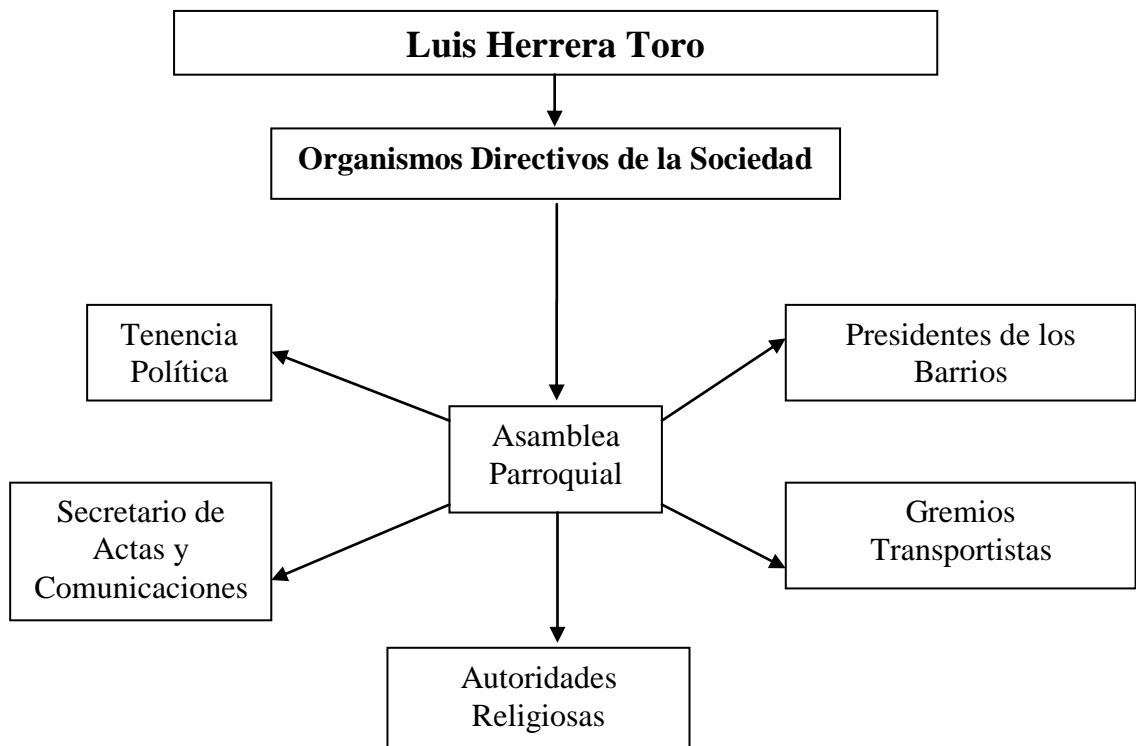 Luis Herrera Toro
Organismos Directivos de la Sociedad
Tenencia
Política
Presidentes de los
Barrios
Asamblea
Parroquial
Secretario de
Actas y
Comunicaciones
Gremios
Transportistas
Autoridades
Religiosas